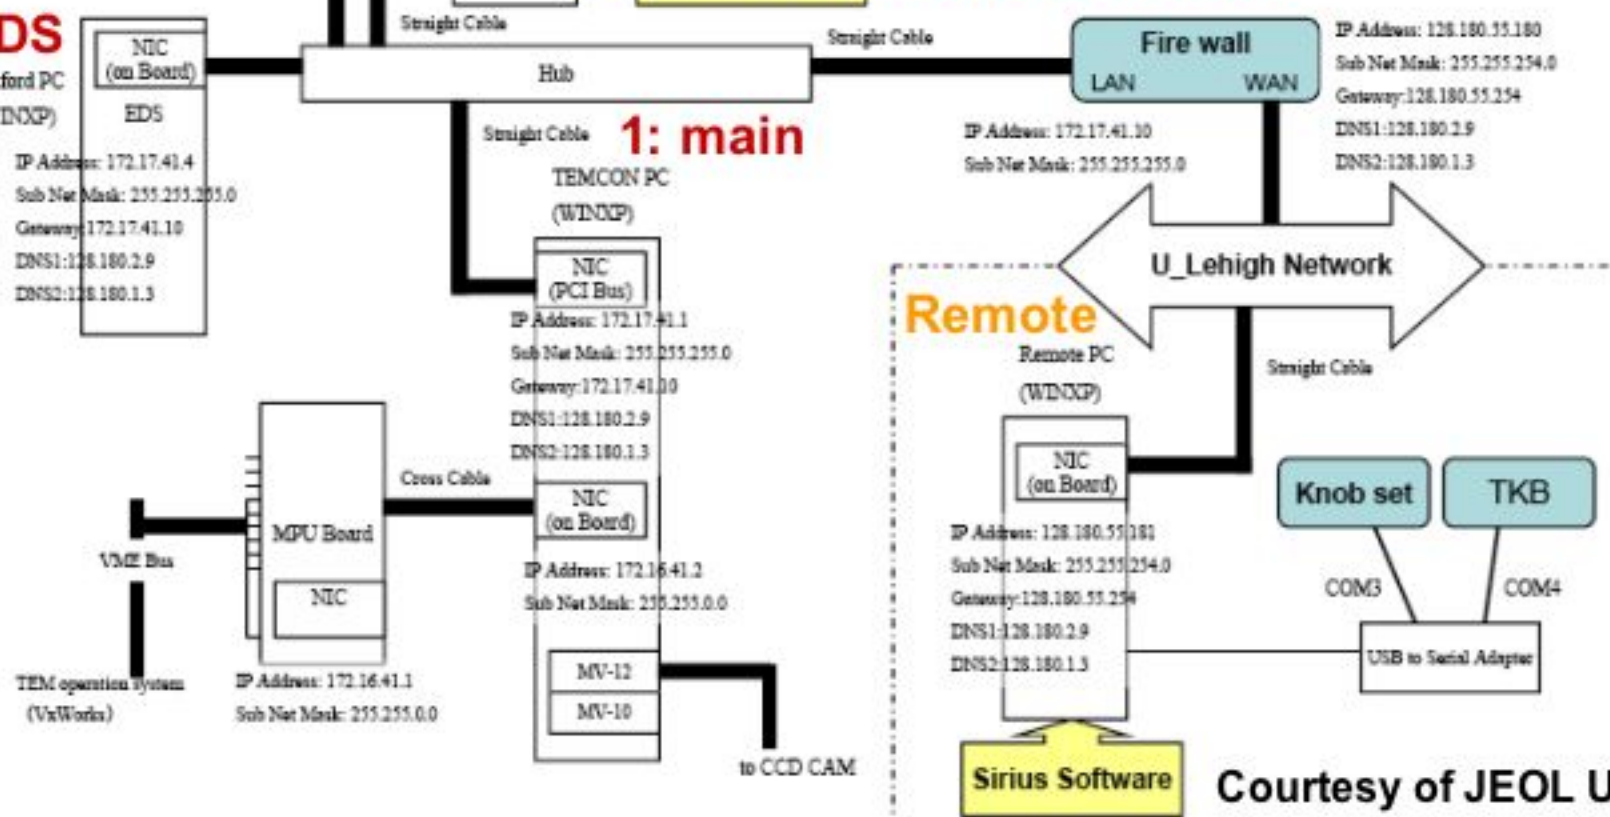 DS
ford PC
INXP)
NIC
(on Board)
EDS
IP Address: 172.17.41.4
Sub Net Mask: 255.255.255.0
Gateway:172.17.41.10
DNS1:128.180.2.9
DNS2:128.180.1.3
Straight Cable
Hub
Straight Cable
Fire wall
LAN WAN
IP Address: 128.180.55.180
Sub Net Mask: 255.255.254.0
Gateway:128.180.55.254
DNS1:128.180.2.9
DNS2:128.180.1.3
IP Address: 172.17.41.10
Sub Net Mask: 255.255.255.0
Straight Cable
1: main
TEMCON PC
(WINXP)
NIC
(PCI Bus)
IP Address: 172.17.41.1
Sub Net Mask: 255.255.255.0
Gateway:172.17.41.10
DNS1:128.180.2.9
DNS2:128.180.1.3
Cross Cable
NIC
(on Board)
IP Address: 172.16.41.2
Sub Net Mask: 255.255.0.0
MV-12
MV-10
to CCD CAM
MPU Board
NIC
IP Address: 172.16.41.1
Sub Net Mask: 255.255.0.0
VME Bus
TEM operation system
(VxWorks)
U_Lehigh Network
Remote
Remote PC
(WINXP)
Straight Cable
NIC
(on Board)
IP Address: 128.180.55.181
Sub Net Mask: 255.255.254.0
Gateway:128.180.55.254
DNS1:128.180.2.9
DNS2:128.180.1.3
Knob set
TKB
COM3
COM4
USB to Serial Adapter
Sirius Software
Courtesy of JEOL U